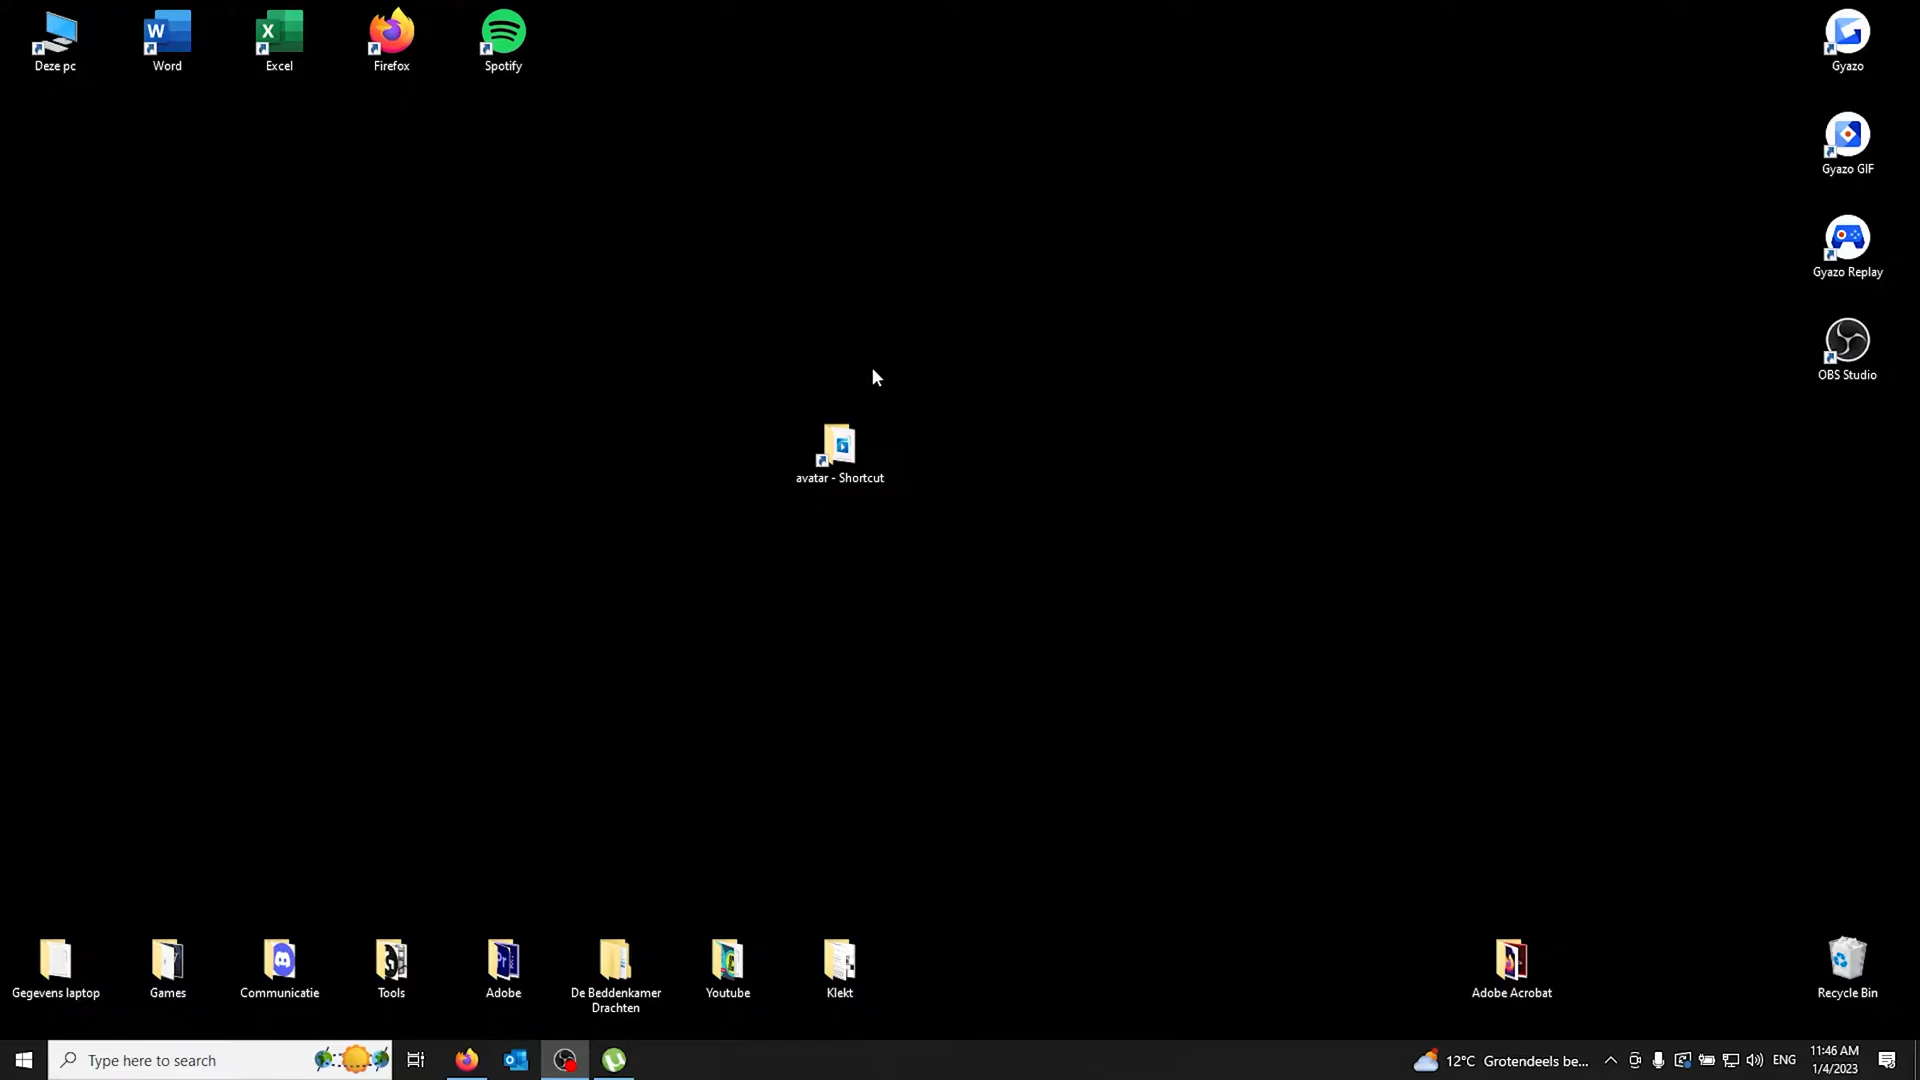 Deze pc
Word
Excel
Firefox
Spotify
Gyazo
Gyazo GIF
Gyazo Replay
OBS Studio
avatar - Shortcut
Gegevens laptop
Games
Communicatie
Tools
Adobe
De Beddenkamer
Drachten
Youtube
Klekt
Adobe Acrobat
Recycle Bin
Type here to search
12°C Grotendeels be...
ENG
11:46 AM
1/4/2023